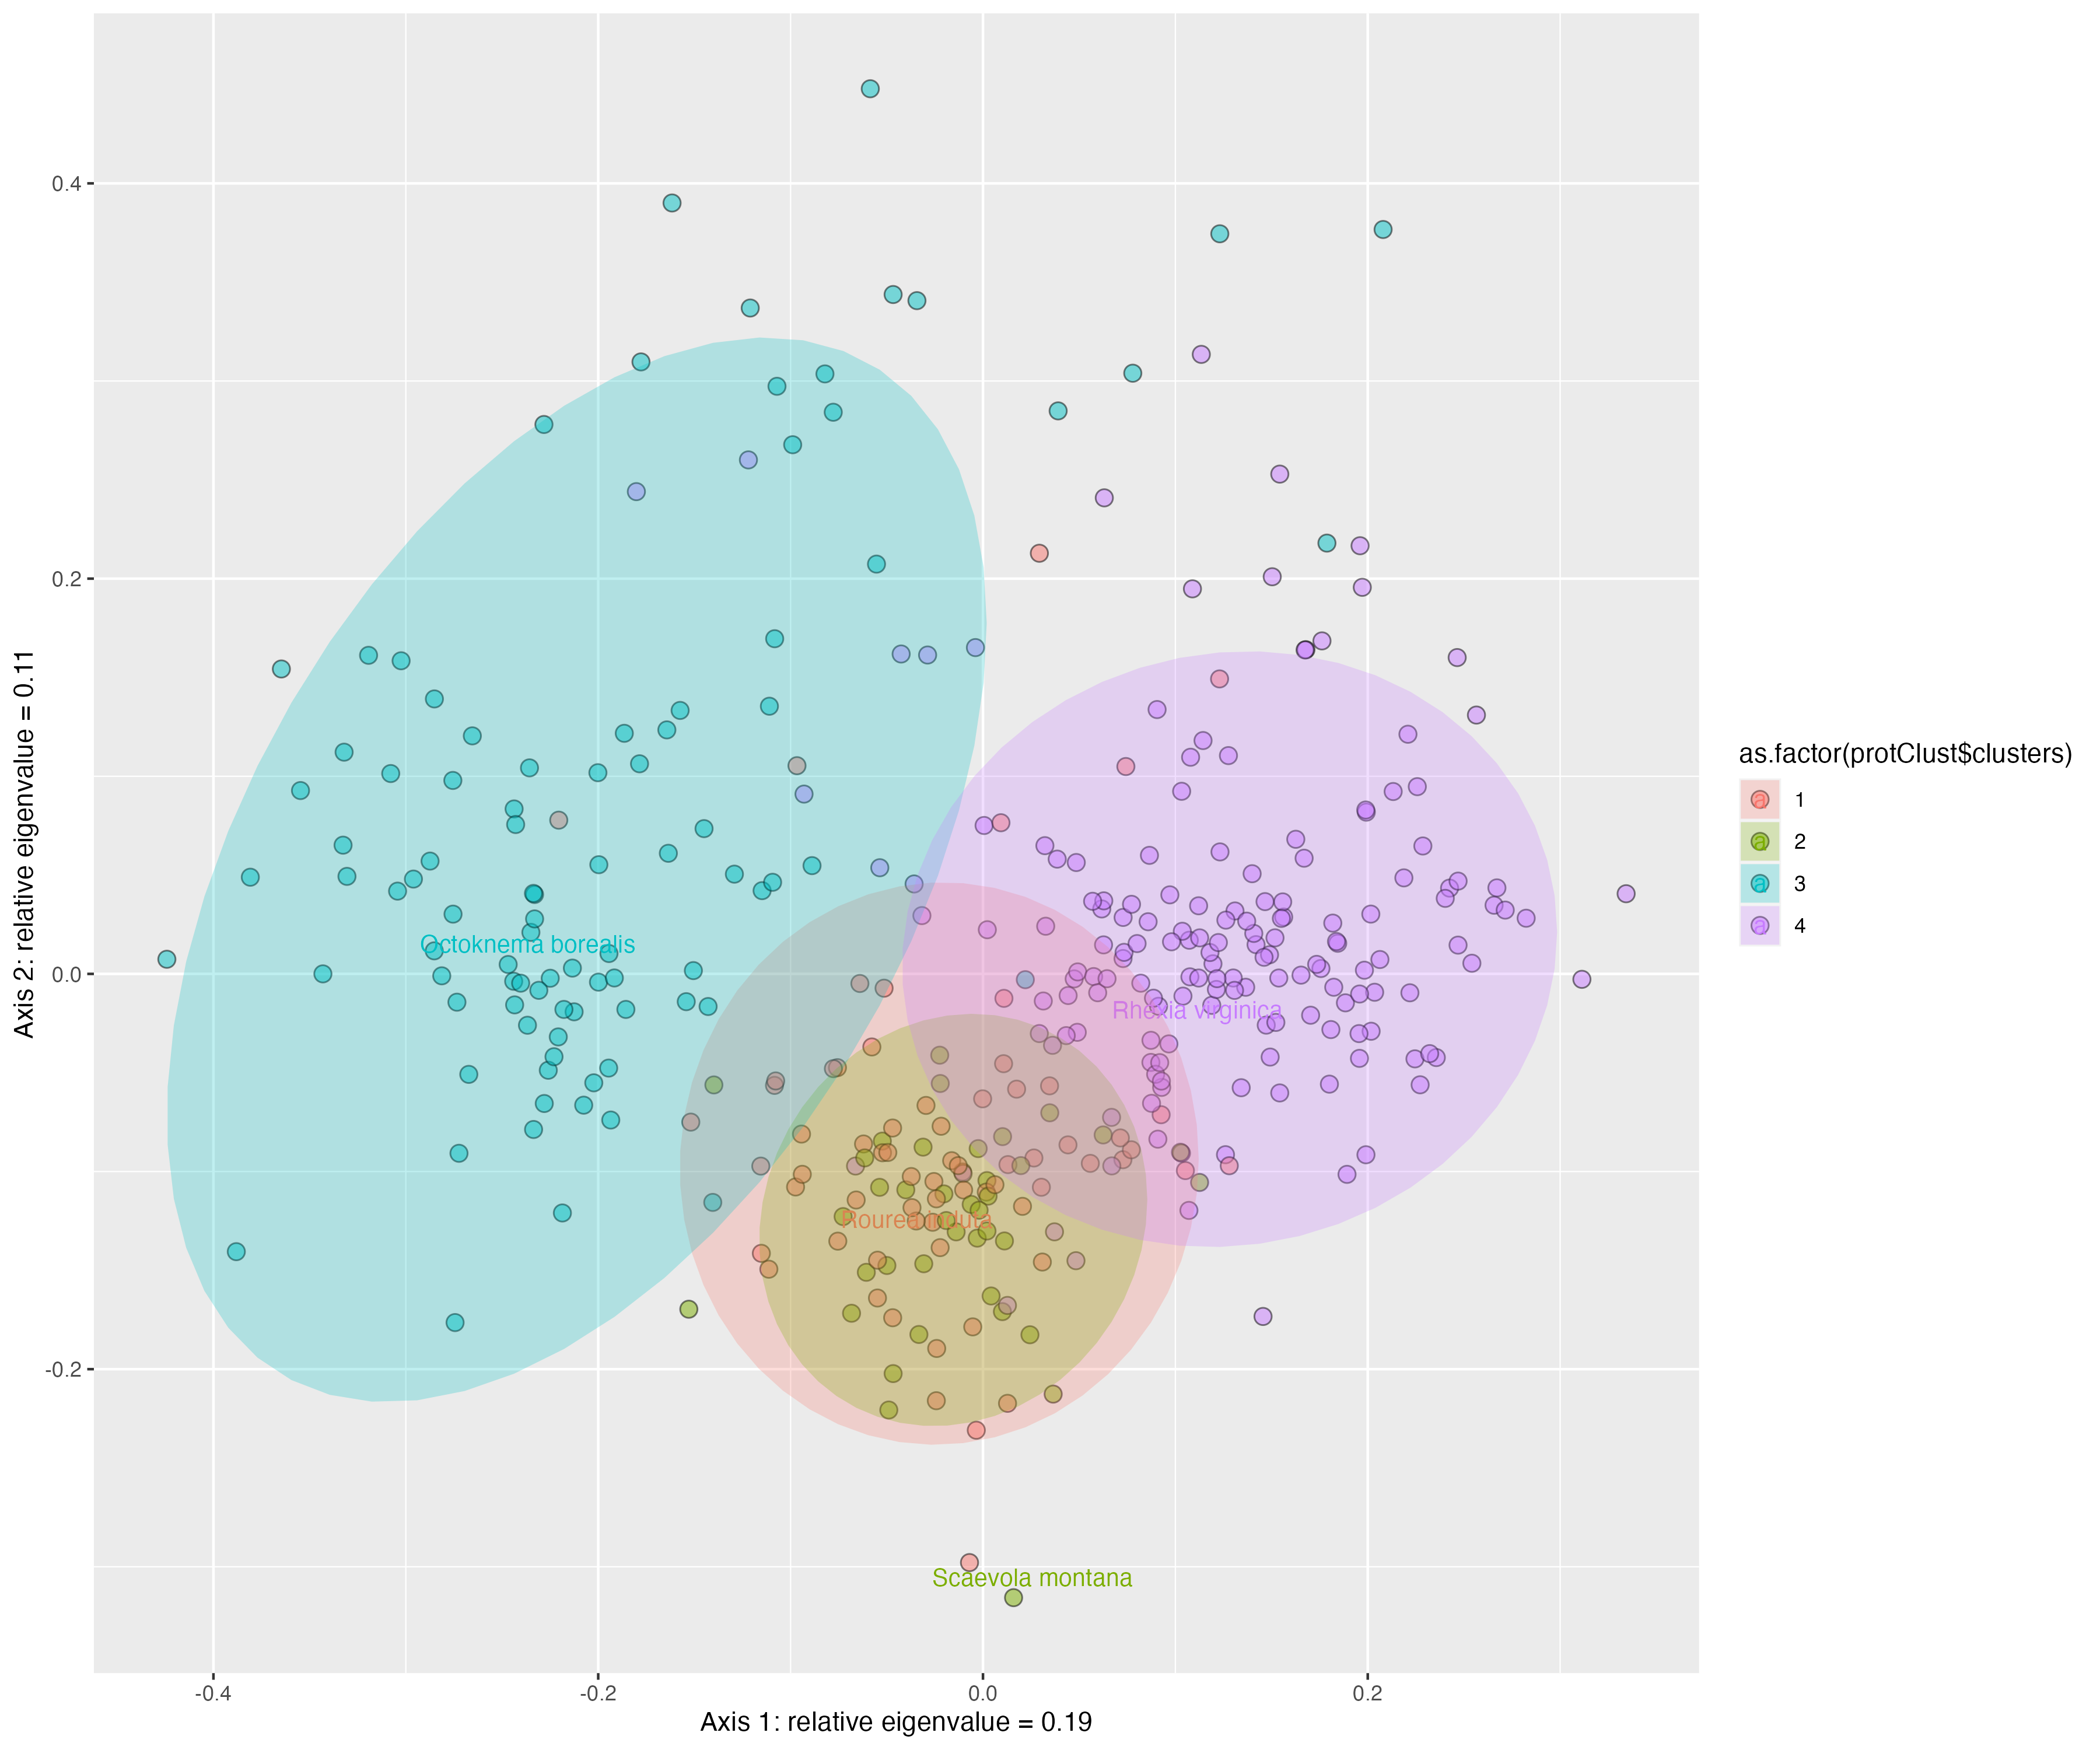 0.4
0.2
0.0
-0.2
-0.4
-0.2
0.0
0.2
Axis 2: relative eigenvalue = 0.11
Axis 1: relative eigenvalue = 0.19
Octoknema borealis
Rhexia virginica
Rourea induta
Scaevola montana
as.factor(protClust$clusters)
a 1
a 2
a 3
a 4